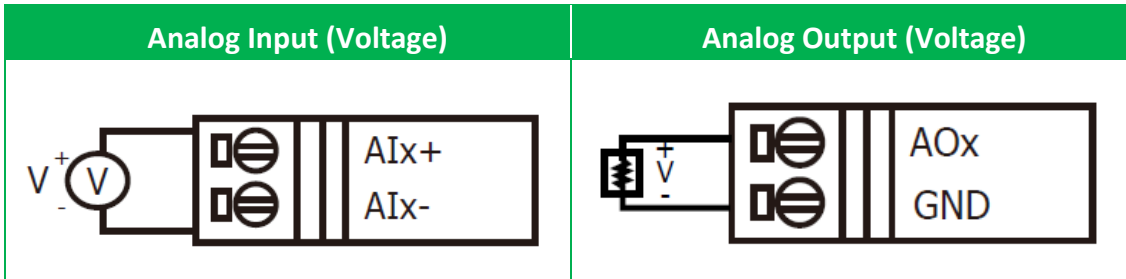 Analog Input (Voltage)
Analog Output (Voltage)
V + V -
AIx+
AIx-
+ V -
AOx
GND